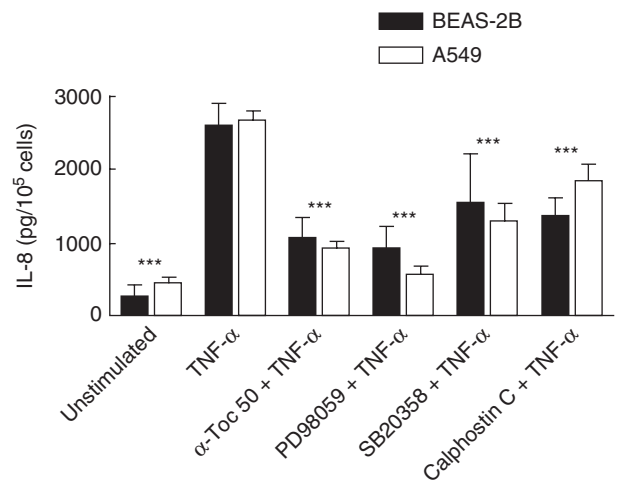 BEAS-2B
A549
IL-8 (pg/10⁵ cells)
3000
2000
1000
0
***
***
***
***
***
Unstimulated
TNF-α
α-Toc 50 + TNF-α
PD98059 + TNF-α
SB20358 + TNF-α
Calphostin C + TNF-α